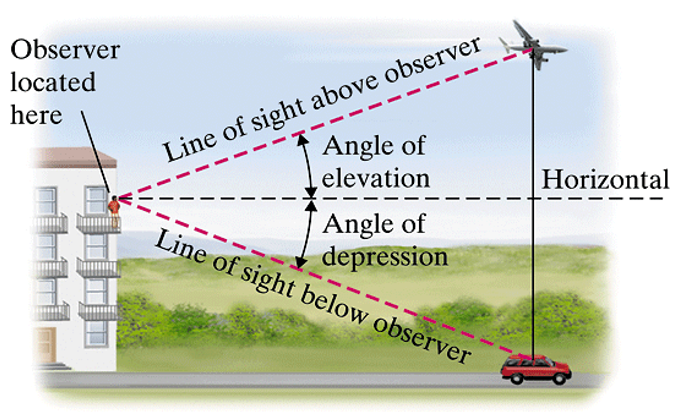 Observer
located
here
Line of sight above observer
Angle of
elevation
Horizontal
Angle of
depression
Line of sight below observer